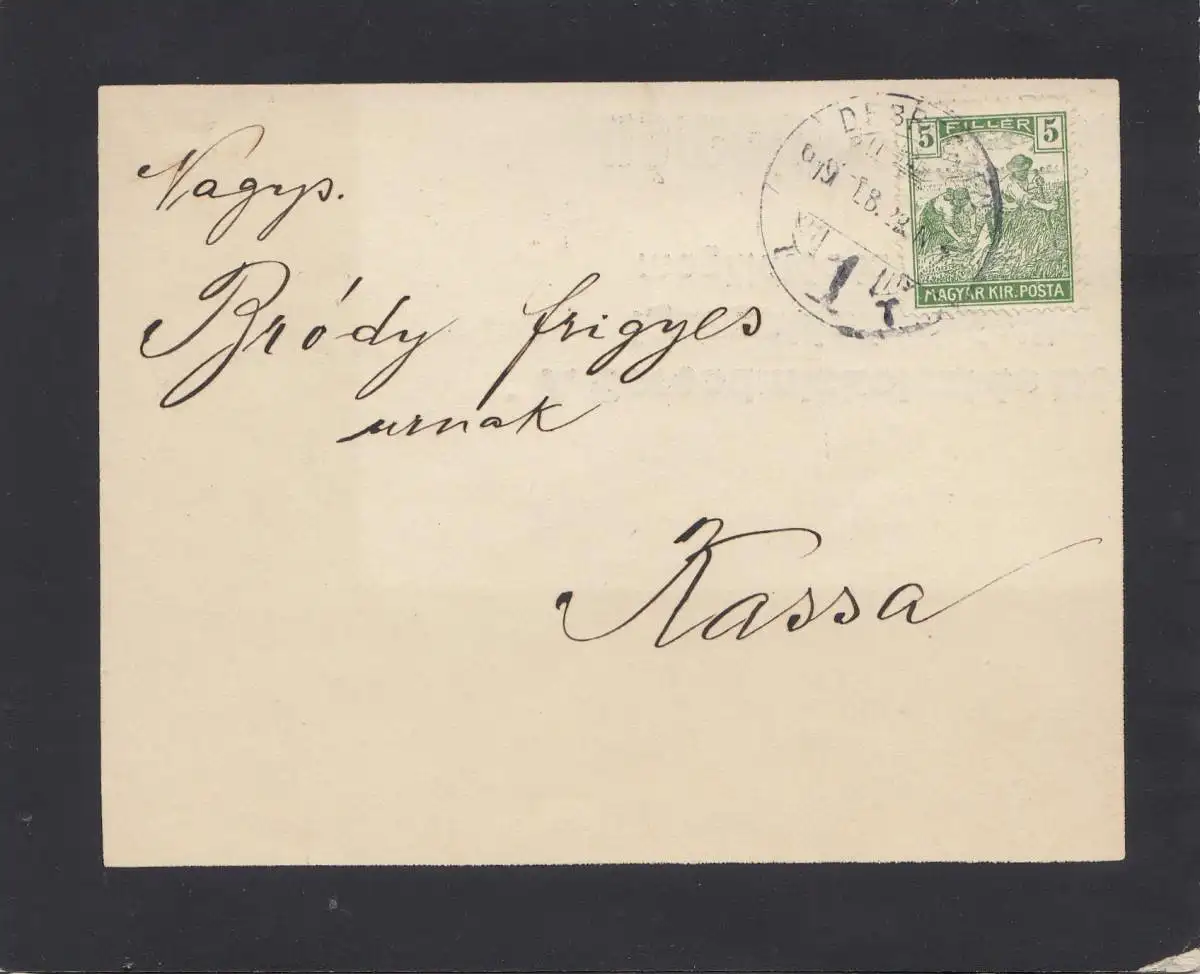 5 FILLÉR 5
MAGYAR KIR. POSTA
Nagys.
Bródy frigyes
urnak
Kassa